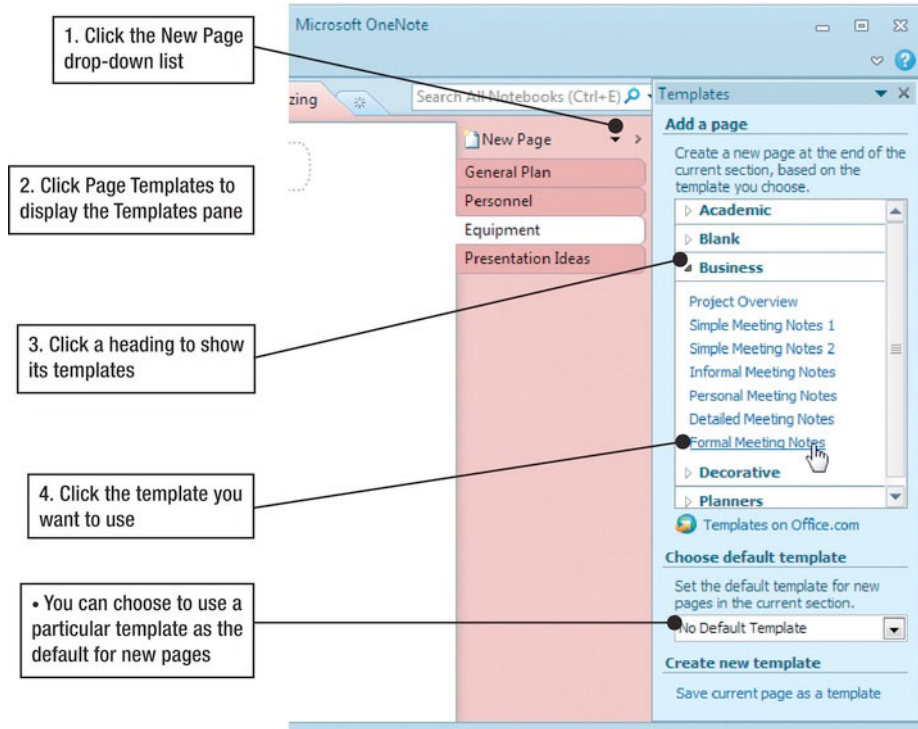 Microsoft OneNote
1. Click the New Page
drop-down list
zing
Search All Notebooks (Ctrl+E)
Templates
New Page
General Plan
Personnel
Equipment
Presentation Ideas
2. Click Page Templates to
display the Templates pane
3. Click a heading to show
its templates
4. Click the template you
want to use
• You can choose to use a
particular template as the
default for new pages
Add a page
Create a new page at the end of the
current section, based on the
template you choose.
Academic
Blank
Business
Project Overview
Simple Meeting Notes 1
Simple Meeting Notes 2
Informal Meeting Notes
Personal Meeting Notes
Detailed Meeting Notes
Formal Meeting Notes
Decorative
Planners
Templates on Office.com
Choose default template
Set the default template for new
pages in the current section.
No Default Template
Create new template
Save current page as a template